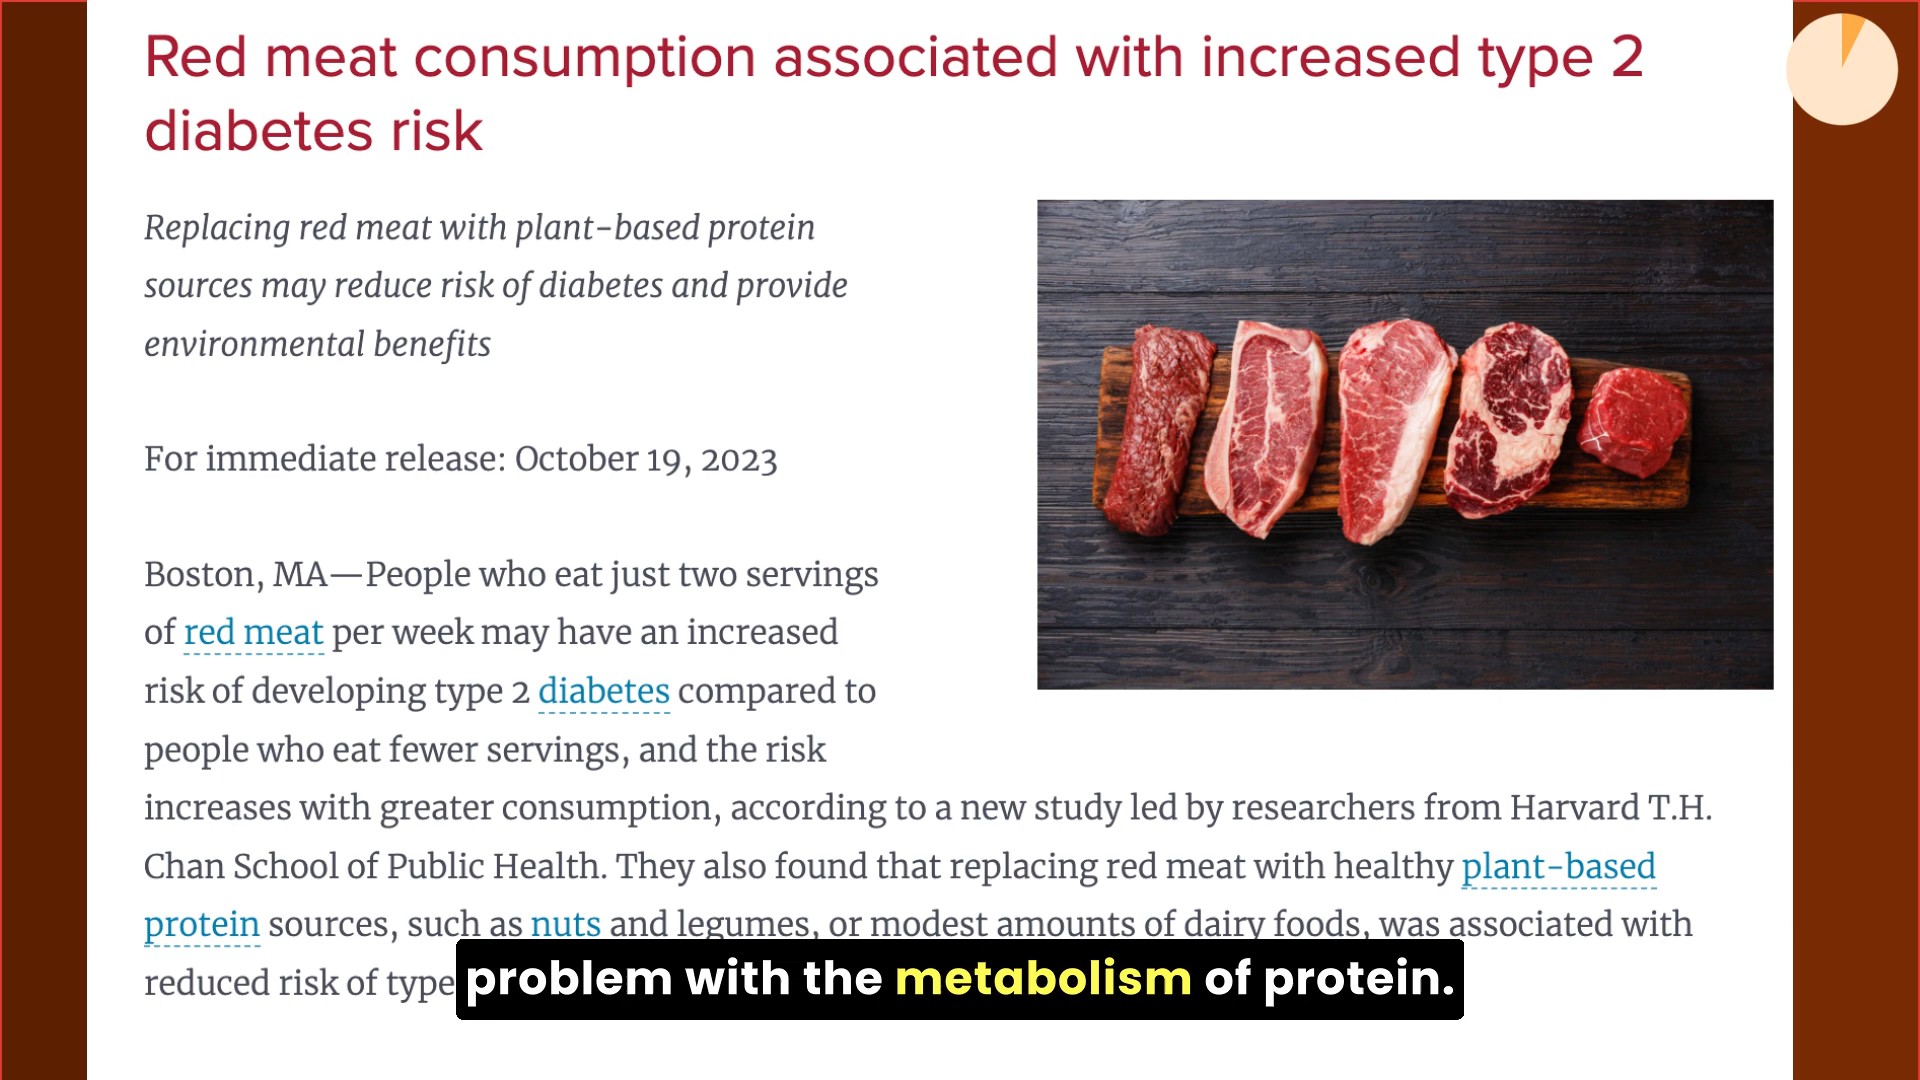 Red meat consumption associated with increased type 2
diabetes risk
Replacing red meat with plant-based protein
sources may reduce risk of diabetes and provide
environmental benefits
For immediate release: October 19, 2023
Boston, MA—People who eat just two servings
of red meat per week may have an increased
risk of developing type 2 diabetes compared to
people who eat fewer servings, and the risk
increases with greater consumption, according to a new study led by researchers from Harvard T.H.
Chan School of Public Health. They also found that replacing red meat with healthy plant-based
protein sources, such as nuts and legumes, or modest amounts of dairy foods, was associated with
reduced risk of type
problem with the metabolism of protein.